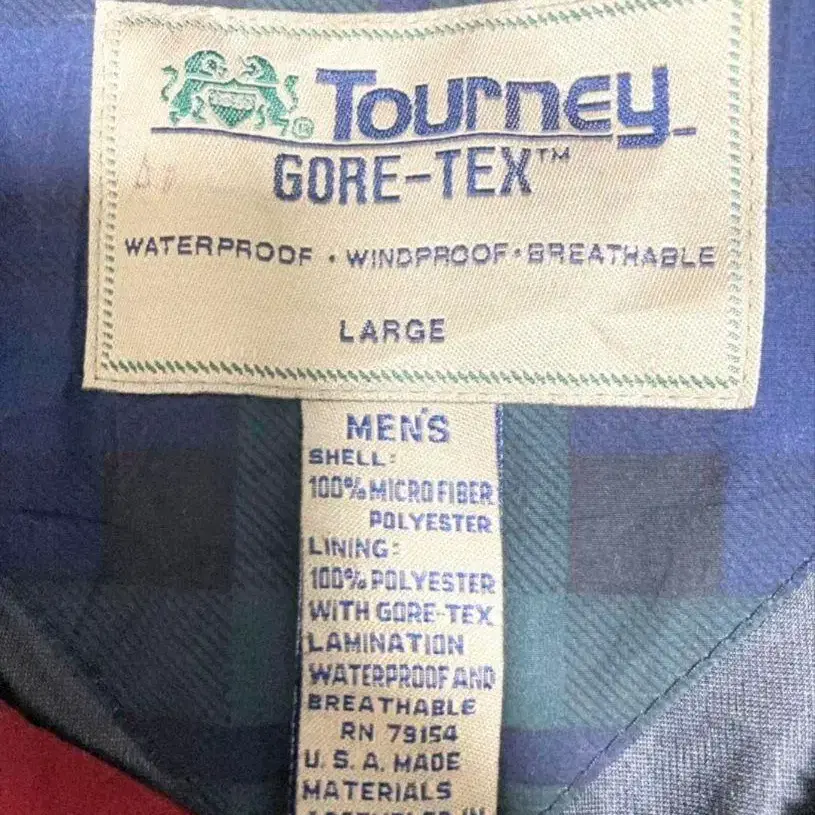 Tourney
GORE-TEX™
WATERPROOF • WINDPROOF • BREATHABLE
LARGE
MEN'S
SHELL:
100% MICRO FIBER
POLYESTER
LINING:
100% POLYESTER
WITH GORE-TEX
LAMINATION
WATERPROOF AND
BREATHABLE
RN 79154
U.S.A. MADE
MATERIALS